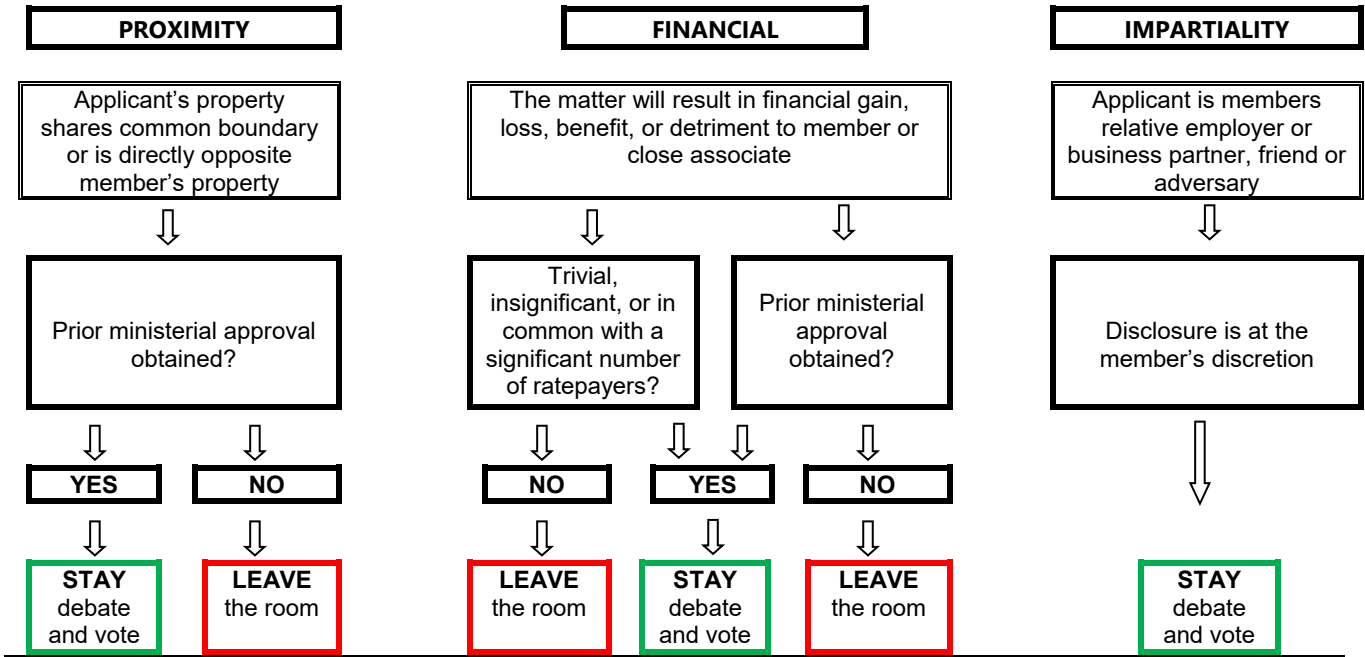 PROXIMITY
FINANCIAL
IMPARTIALITY
Applicant’s property
shares common boundary
or is directly opposite
member’s property
The matter will result in financial gain,
loss, benefit, or detriment to member or
close associate
Applicant is members
relative employer or
business partner, friend or
adversary
Prior ministerial approval
obtained?
Trivial,
insignificant, or in
common with a
significant number
of ratepayers?
Prior ministerial
approval
obtained?
Disclosure is at the
member’s discretion
YES
NO
NO
YES
NO
STAY
debate
and vote
LEAVE
the room
LEAVE
the room
STAY
debate
and vote
LEAVE
the room
STAY
debate
and vote